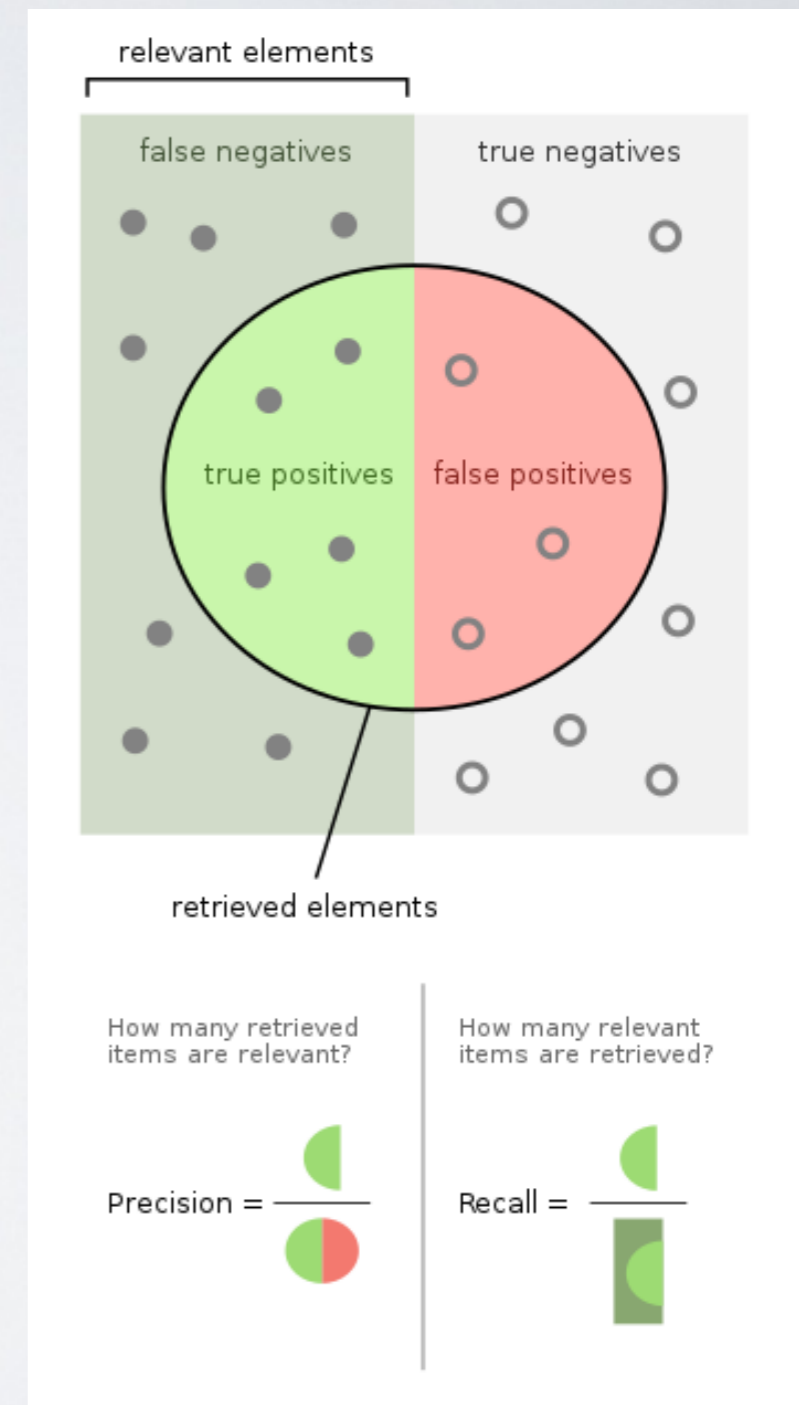 relevant elements
false negatives
true negatives
true positives
false positives
retrieved elements
How many retrieved
items are relevant?
Precision =
How many relevant
items are retrieved?
Recall =